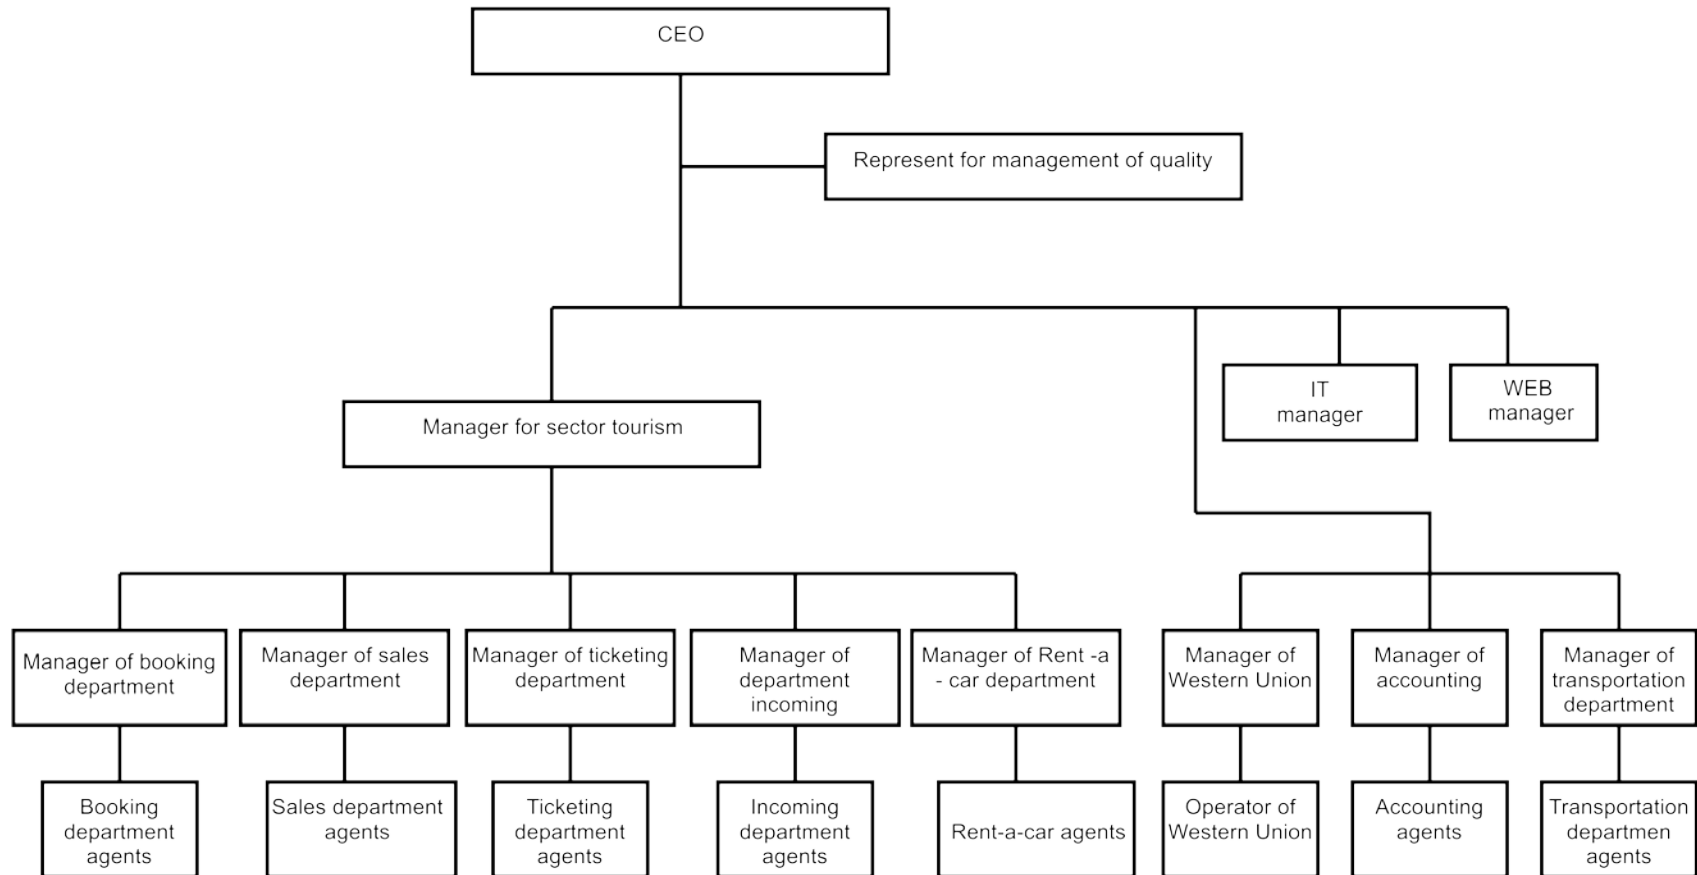 CEO
Represent for management of quality
IT
manager
WEB
manager
Manager for sector tourism
Manager of booking
department
Manager of sales
department
Manager of ticketing
department
Manager of
department
incoming
Manager of Rent -a
- car department
Manager of
Western Union
Manager of
accounting
Manager of
transportation
department
Booking
department
agents
Sales department
agents
Ticketing
department
agents
Incoming
department
agents
Rent-a-car agents
Operator of
Western Union
Accounting
agents
Transportation
departmen
agents